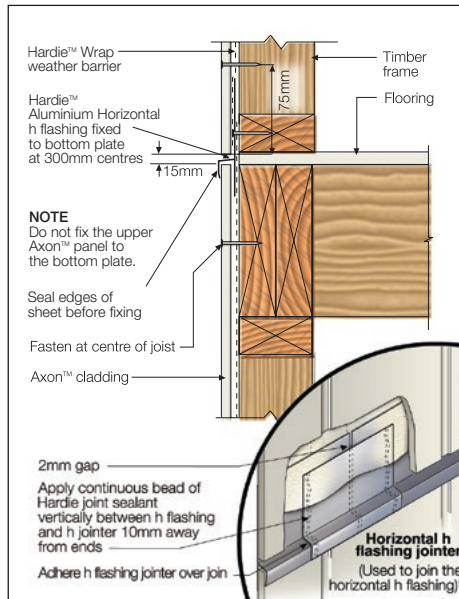 Hardie™ Wrap
weather barrier
Hardie™
Aluminium Horizontal
h flashing fixed
to bottom plate
at 300mm centres
NOTE
Do not fix the upper
Axon™ panel to
the bottom plate.
Seal edges of
sheet before fixing
Fasten at centre of joist
Axon™ cladding
75mm
15mm
Timber
frame
Flooring
2mm gap
Apply continuous bead of
Hardie joint sealant
vertically between h flashing
and h jointer 10mm away
from ends
Adhere h flashing jointer over join
Horizontal h
flashing jointer
(Used to join the
horizontal h flashing)